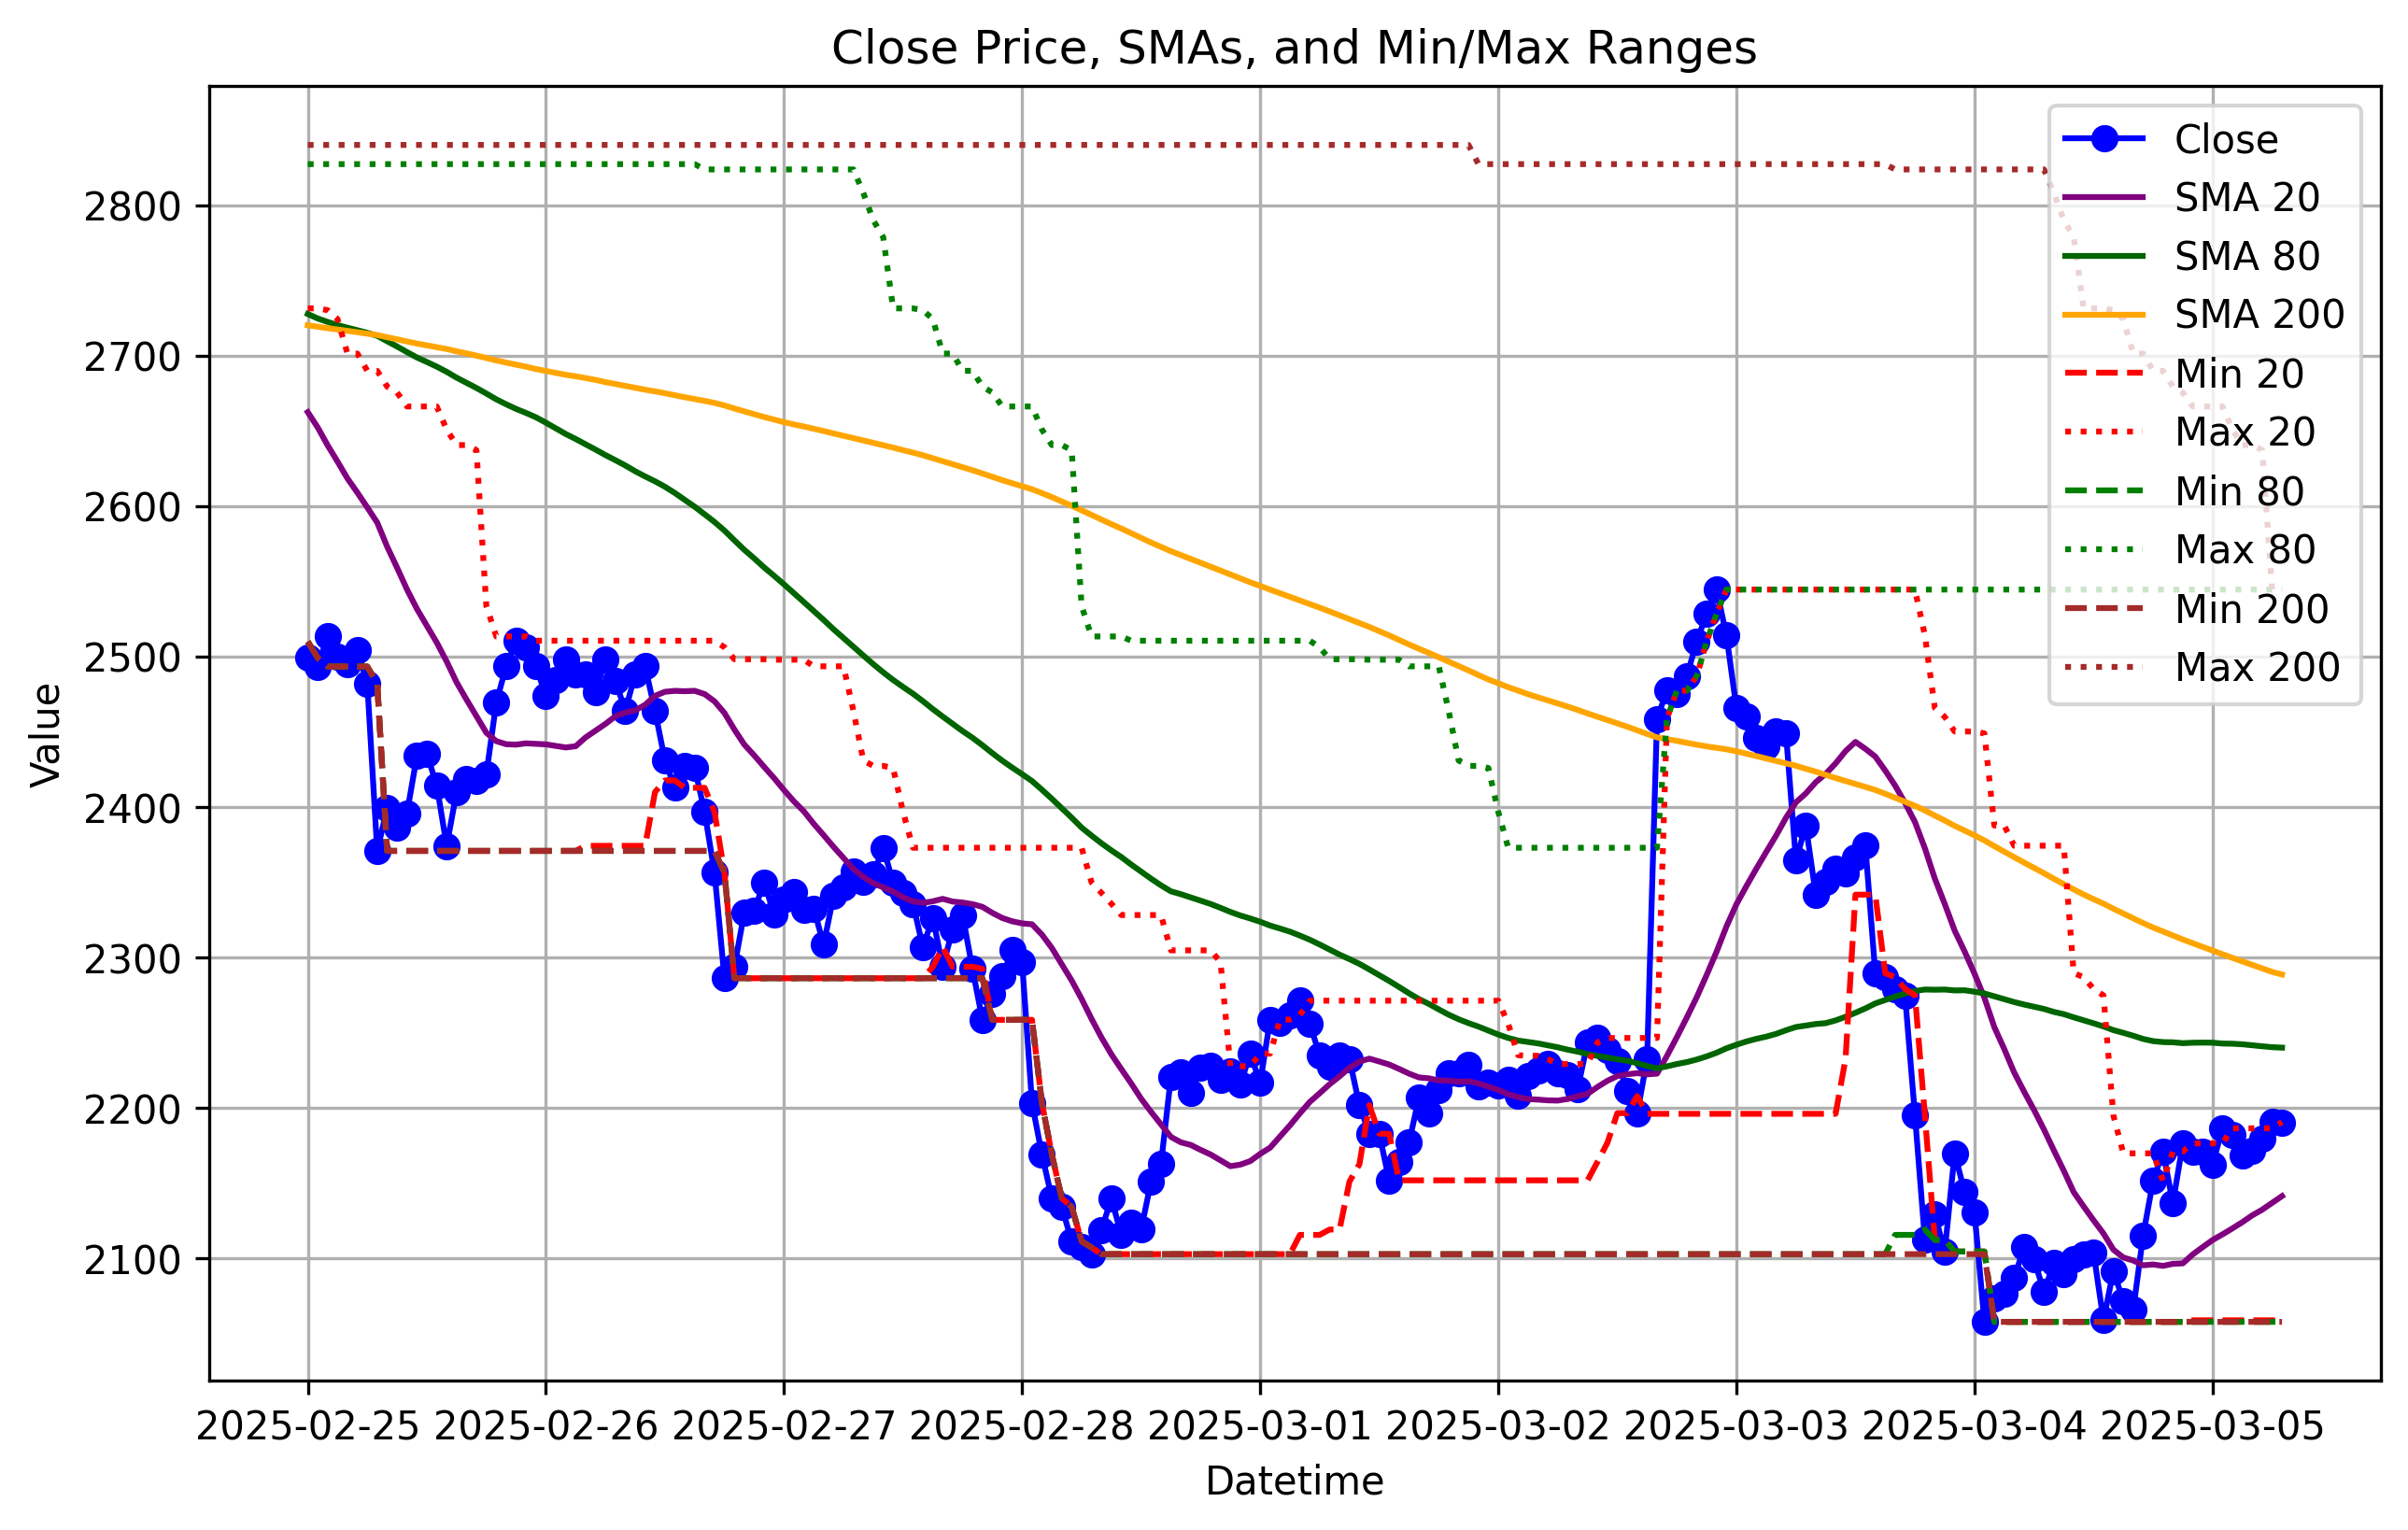 Close Price, SMAs, and Min/Max Ranges
Close
SMA 20
SMA 80
SMA 200
Min 20
Max 20
Min 80
Max 80
Min 200
Max 200
Value
2800
2700
2600
2500
2400
2300
2200
2100
2025-02-25 2025-02-26 2025-02-27 2025-02-28 2025-03-01 2025-03-02 2025-03-03 2025-03-04 2025-03-05
Datetime